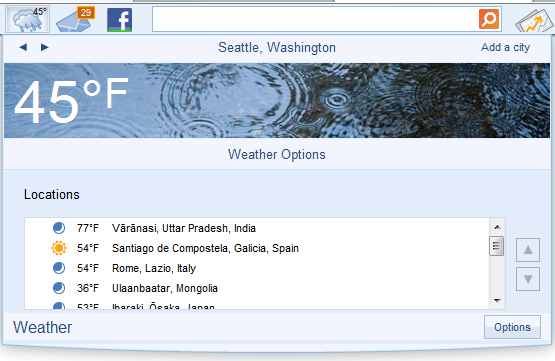 45°
29
f
Seattle, Washington
Add a city
45°F
Weather Options
Locations
77°F Vārānasi, Uttar Pradesh, India
54°F Santiago de Compostela, Galicia, Spain
54°F Rome, Lazio, Italy
36°F Ulaanbaatar, Mongolia
53°F Ibaraki, Ōsaka, Japan
Weather
Options